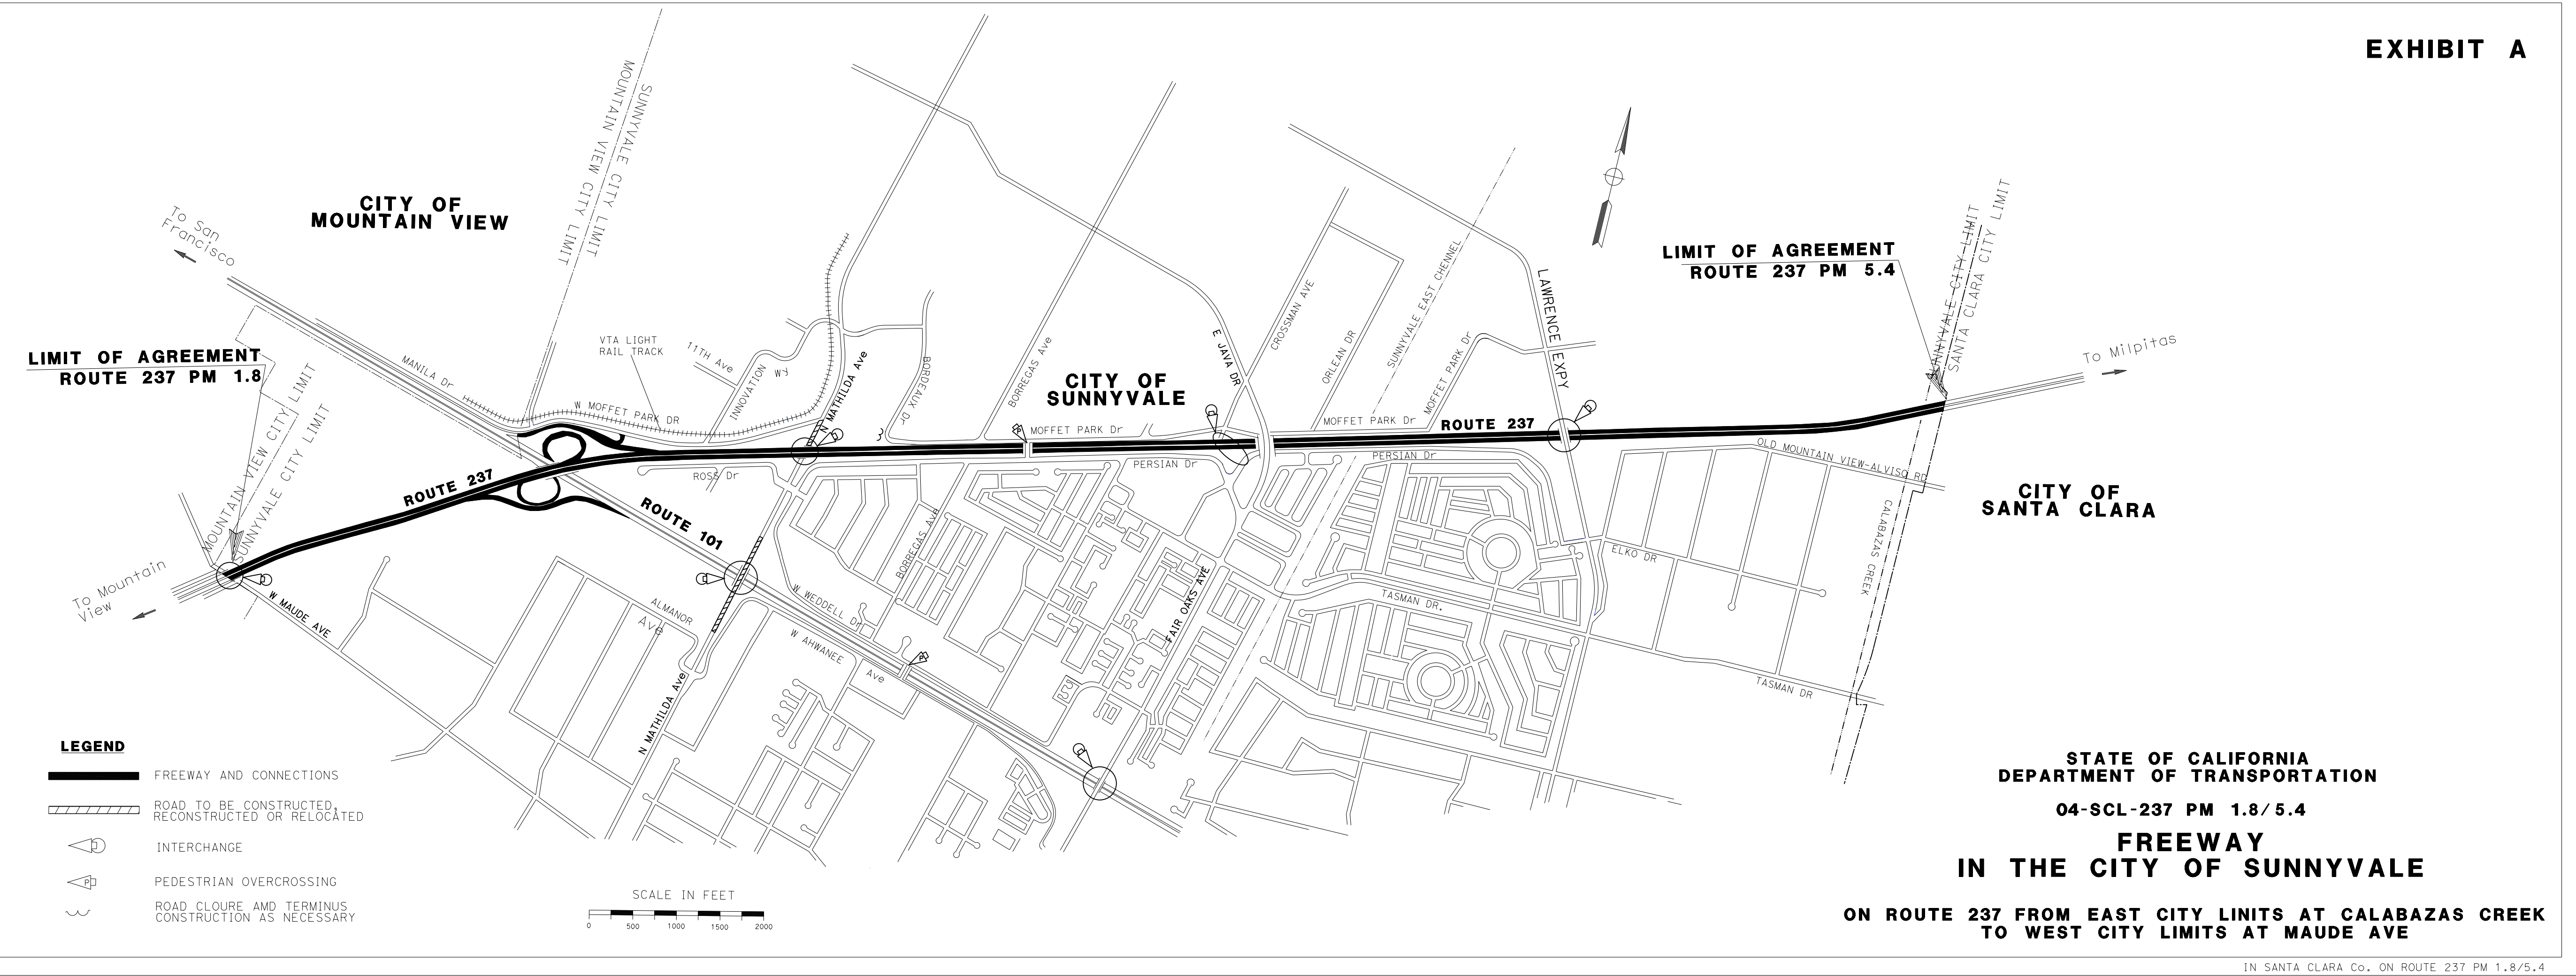 EXHIBIT A
CITY OF
MOUNTAIN VIEW
To San
Francisco
MOUNTAIN VIEW CITY LIMIT
SUNNYVALE CITY LIMIT
LIMIT OF AGREEMENT
ROUTE 237 PM 5.4
SUNNYVALE CITY LIMIT
SANTA CLARA CITY LIMIT
To Milpitas
LIMIT OF AGREEMENT
ROUTE 237 PM 1.8
MOUNTAIN VIEW CITY LIMIT
SUNNYVALE CITY LIMIT
MANILA Dr
VTA LIGHT
RAIL TRACK
W MOFFET PARK DR
11TH Ave
INNOVATION
WY
N MATHILDA Ave
BORDEAUX Dr
BORREGAS Ave
CITY OF
SUNNYVALE
E JAVA DR
CROSSMAN AVE
ORLEAN DR
SUNNYVALE EAST CHENNEL
MOFFET PARK Dr
LAWRENCE EXPY
MOFFET PARK Dr
MOFFET PARK Dr
ROUTE 237
ROUTE 237
ROSS Dr
PERSIAN Dr
PERSIAN Dr
OLD MOUNTAIN VIEW-ALVISO RD
CITY OF
SANTA CLARA
CALABAZAS CREEK
ROUTE 101
BORREGAS Ave
ELKO DR
To Mountain
View
W MAUDE AVE
ALMANOR
Ave
W WEDDELL Dr
W AHWANEE
Ave
FAIR OAKS AVE
TASMAN DR.
TASMAN DR
N MATHILDA Ave
LEGEND
FREEWAY AND CONNECTIONS
ROAD TO BE CONSTRUCTED,
RECONSTRUCTED OR RELOCATED
INTERCHANGE
P
PEDESTRIAN OVERCROSSING
ROAD CLOURE AMD TERMINUS
CONSTRUCTION AS NECESSARY
SCALE IN FEET
0 500 1000 1500 2000
STATE OF CALIFORNIA
DEPARTMENT OF TRANSPORTATION
04-SCL-237 PM 1.8/5.4
FREEWAY
IN THE CITY OF SUNNYVALE
ON ROUTE 237 FROM EAST CITY LINITS AT CALABAZAS CREEK
TO WEST CITY LIMITS AT MAUDE AVE
IN SANTA CLARA Co. ON ROUTE 237 PM 1.8/5.4